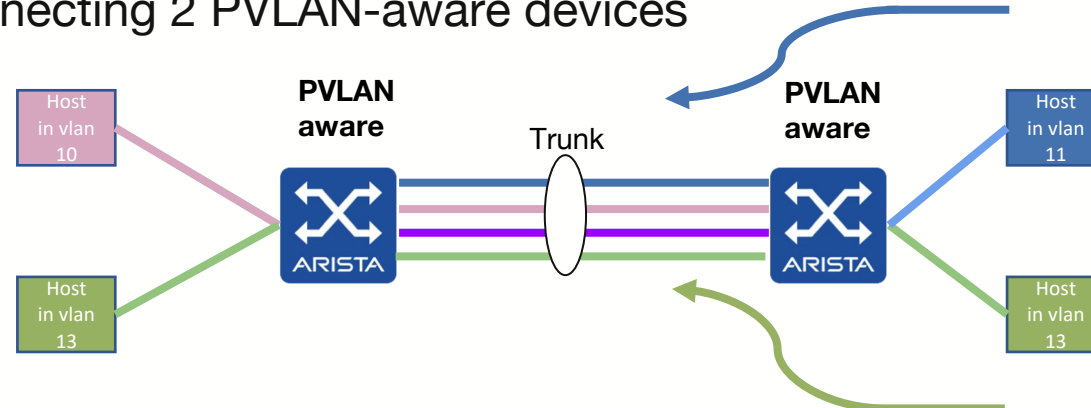 necting 2 PVLAN-aware devices
PVLAN
aware
PVLAN
aware
Trunk
Host
in vlan
10
Host
in vlan
11
ARISTA
ARISTA
Host
in vlan
13
Host
in vlan
13